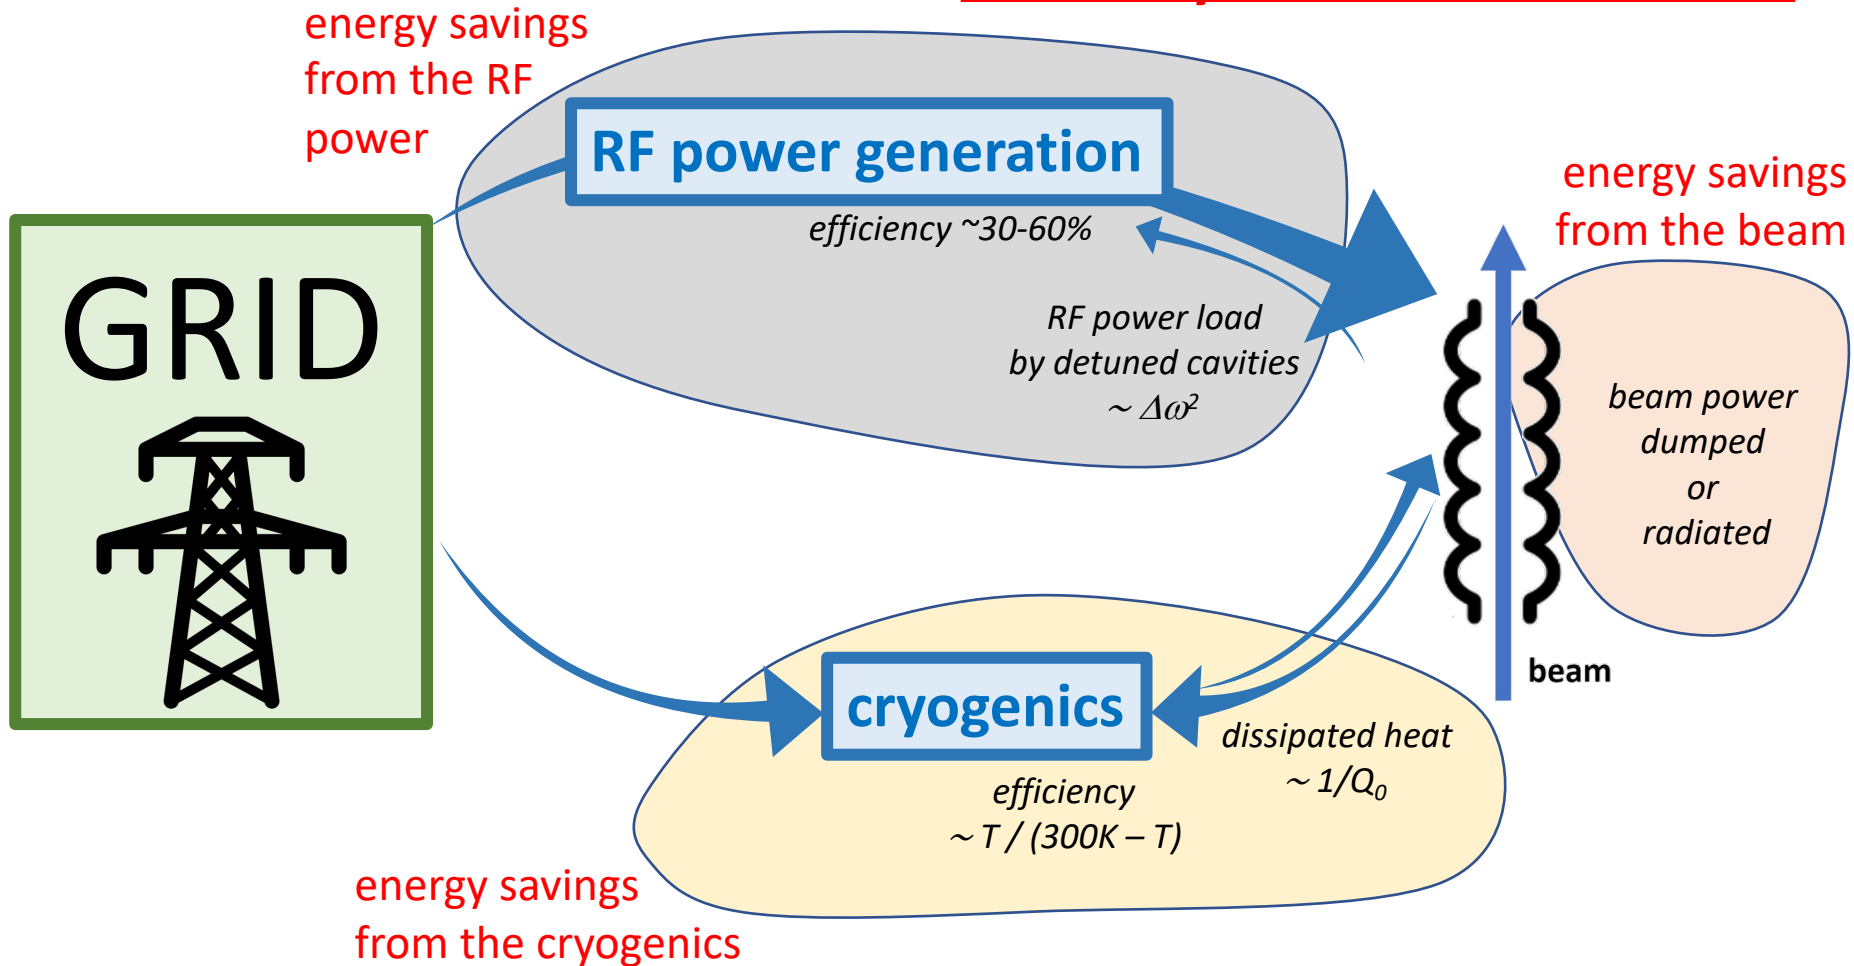 energy savings
from the RF
power
RF power generation
efficiency ~30-60%
energy savings
from the beam
GRID
RF power load
by detuned cavities
~ Δω²
beam power
dumped
or
radiated
beam
cryogenics
dissipated heat
~ 1/Q₀
efficiency
~ T / (300K – T)
energy savings
from the cryogenics